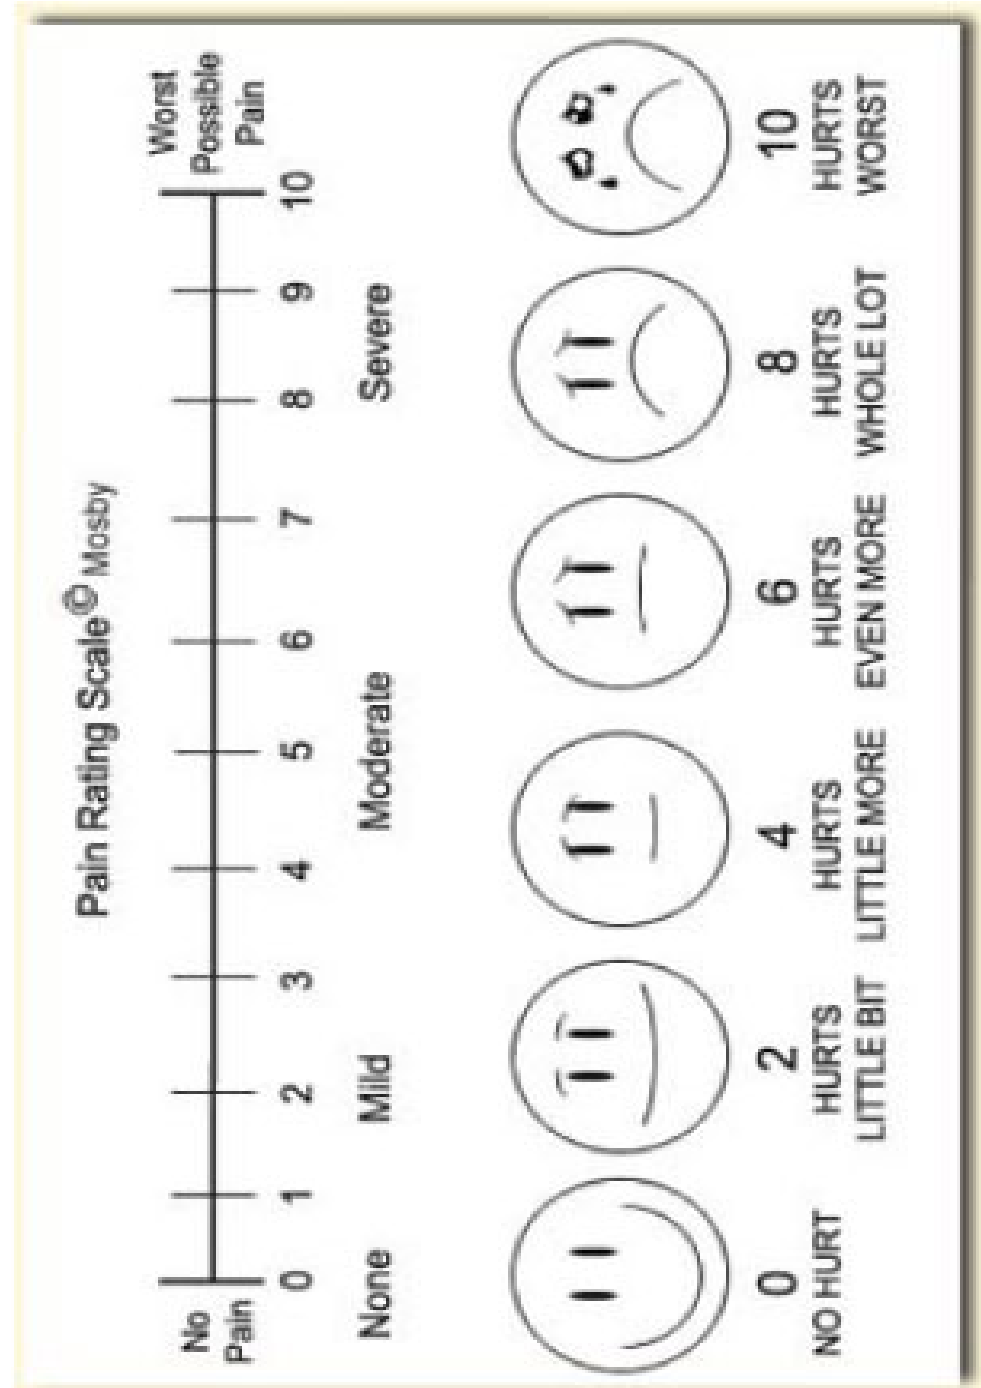 Pain Rating Scale© Mosby
No
Pain
Worst
Possible
Pain
0 1 2 3 4 5 6 7 8 9 10
None Mild Moderate Severe
0 2 4 6 8 10
NO HURT HURTS HURTS HURTS HURTS HURTS
LITTLE BIT LITTLE MORE EVEN MORE WHOLE LOT WORST